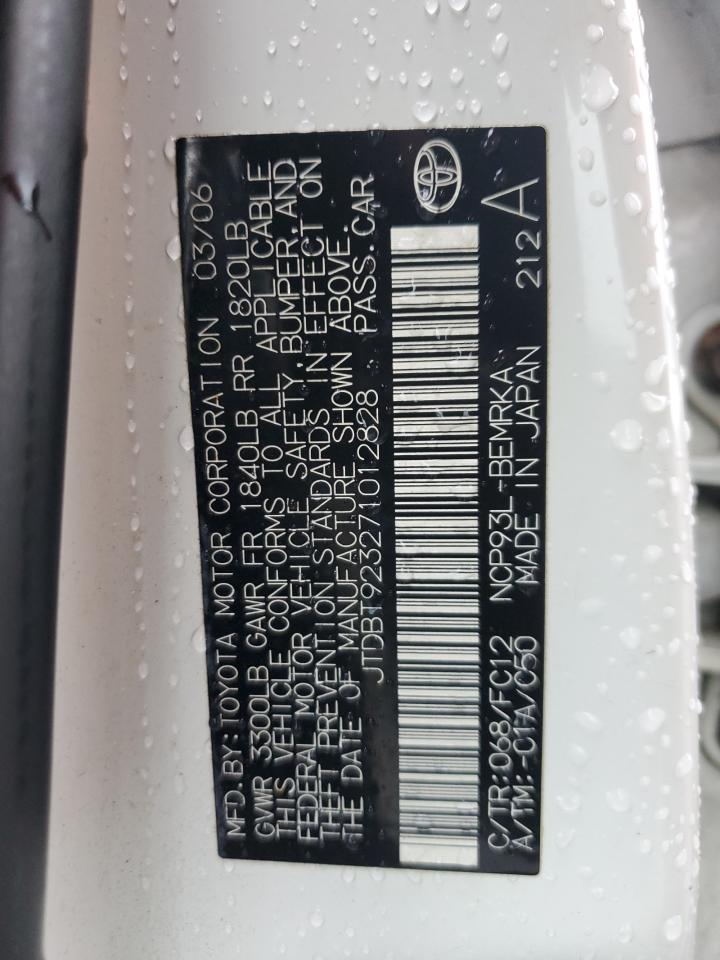 MFD BY:TOYOTA MOTOR CORPORATION 03/06
GVWR 3300LB GAWR FR 1840LB RR 1820LB
THIS VEHICLE CONFORMS TO ALL APPLICABLE
FEDERAL MOTOR VEHICLE SAFETY,BUMPER,AND
THEFT PREVENTION STANDARDS IN EFFECT ON
THE DATE OF MANUFACTURE SHOWN ABOVE.
JTDBT923271012828 PASS.CAR
C/TR:068/FC12 NCP93L-BEMRKA
A/TM:-01A/C50 MADE IN JAPAN 212 A